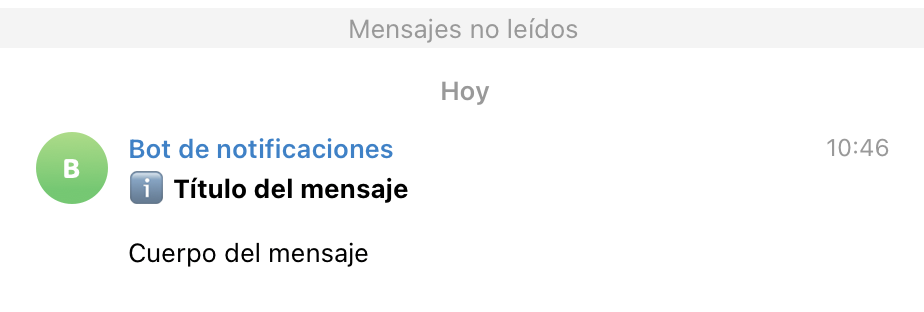 Mensajes no leídos
Hoy
B
Bot de notificaciones 10:46
ℹ️ Título del mensaje
Cuerpo del mensaje